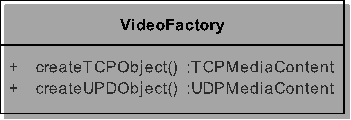 VideoFactory
+ createTCPObject() :TCPMediaContent
+ createUPDObject() :UDPMediaContent